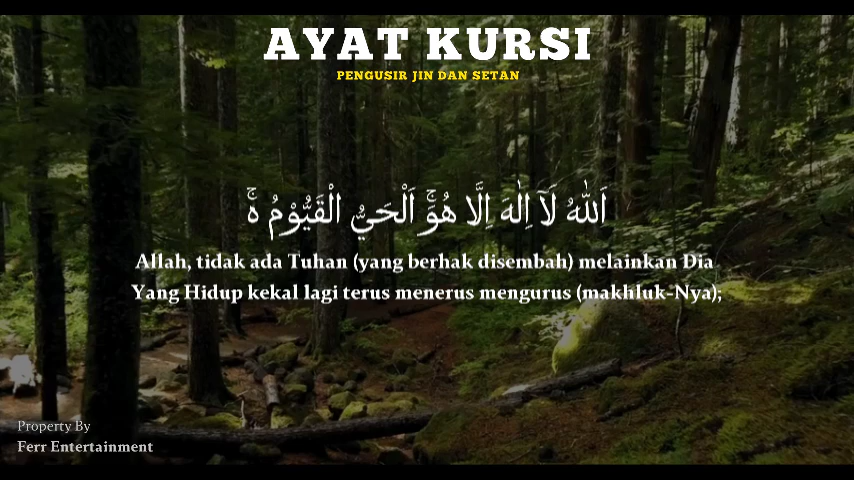 AYAT KURSI
PENGUSIR JIN DAN SETAN
اَللّٰهُ لَآ اِلٰهَ اِلَّا هُوَۚ اَلْحَيُّ الْقَيُّوْمُ ەۚ
Allah, tidak ada Tuhan (yang berhak disembah) melainkan Dia
Yang Hidup kekal lagi terus menerus mengurus (makhluk-Nya);
Property By
Ferr Entertainment